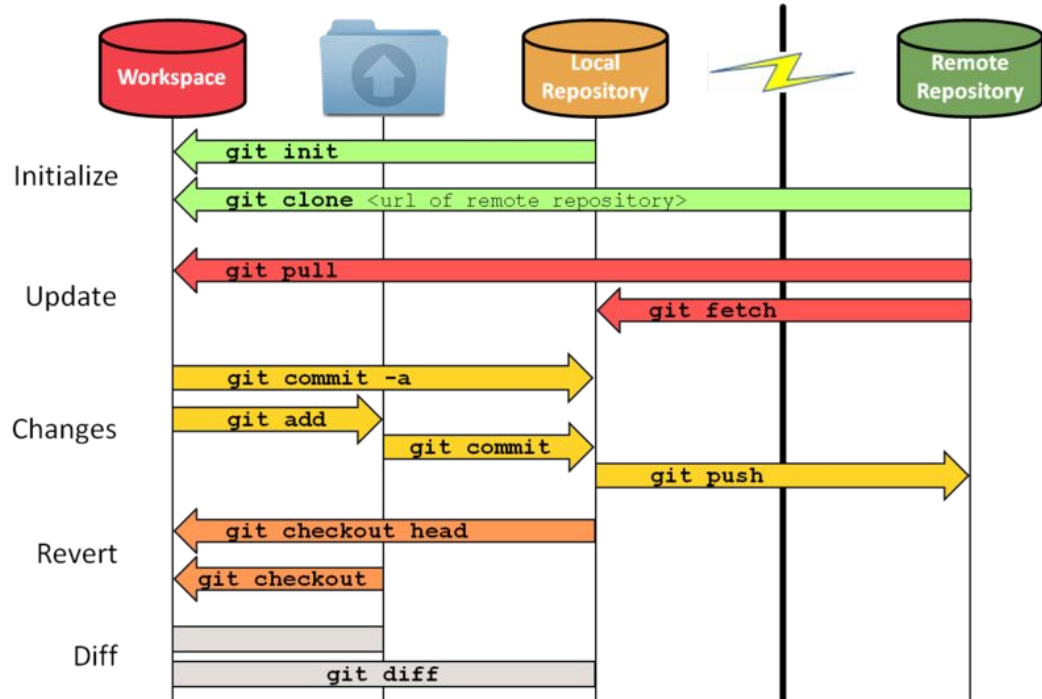 Workspace
Local
Repository
Remote
Repository
Initialize
git init
git clone <url of remote repository>
Update
git pull
git fetch
Changes
git commit -a
git add
git commit
git push
Revert
git checkout head
git checkout
Diff
git diff